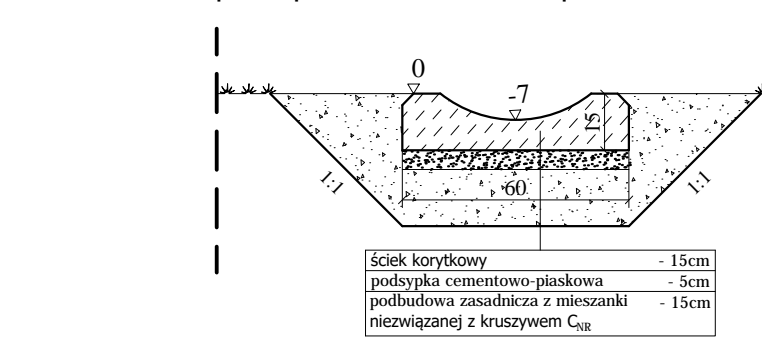 0
-7
15
1:1
60
1:1
ściek korytkowy - 15cm
podsypka cementowo-piaskowa - 5cm
podbudowa zasadnicza z mieszanki - 15cm
niezwiązanej z kruszywem CNR